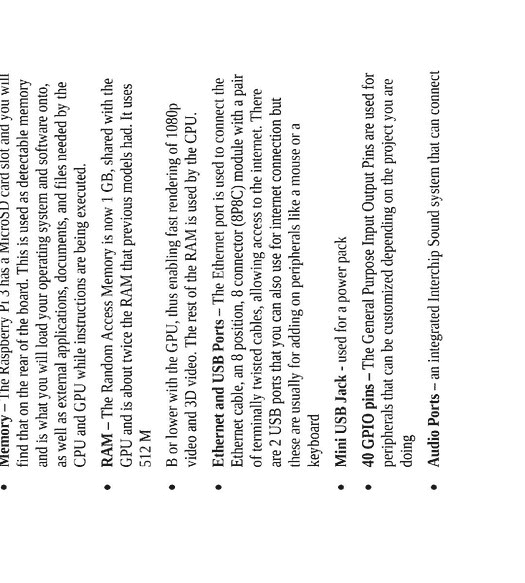 • Memory – The Raspberry Pi 3 has a MicroSD card slot and you will
find that on the rear of the board. This is used as detectable memory
and is what you will load your operating system and software onto,
as well as external applications, documents, and files needed by the
CPU and GPU while instructions are being executed.
• RAM – The Random Access Memory is now 1 GB, shared with the
GPU and is about twice the RAM that previous models had. It uses
512 M
• B or lower with the GPU, thus enabling fast rendering of 1080p
video and 3D video. The rest of the RAM is used by the CPU.
• Ethernet and USB Ports – The Ethernet port is used to connect the
Ethernet cable, an 8 position, 8 connector (8P8C) module with a pair
of terminally twisted cables, allowing access to the internet. There
are 2 USB ports that you can also use for internet connection but
these are usually for adding on peripherals like a mouse or a
keyboard
• Mini USB Jack - used for a power pack
• 40 GPIO pins – The General Purpose Input Output Pins are used for
peripherals that can be customized depending on the project you are
doing
• Audio Ports – an integrated Interchip Sound system that can connect